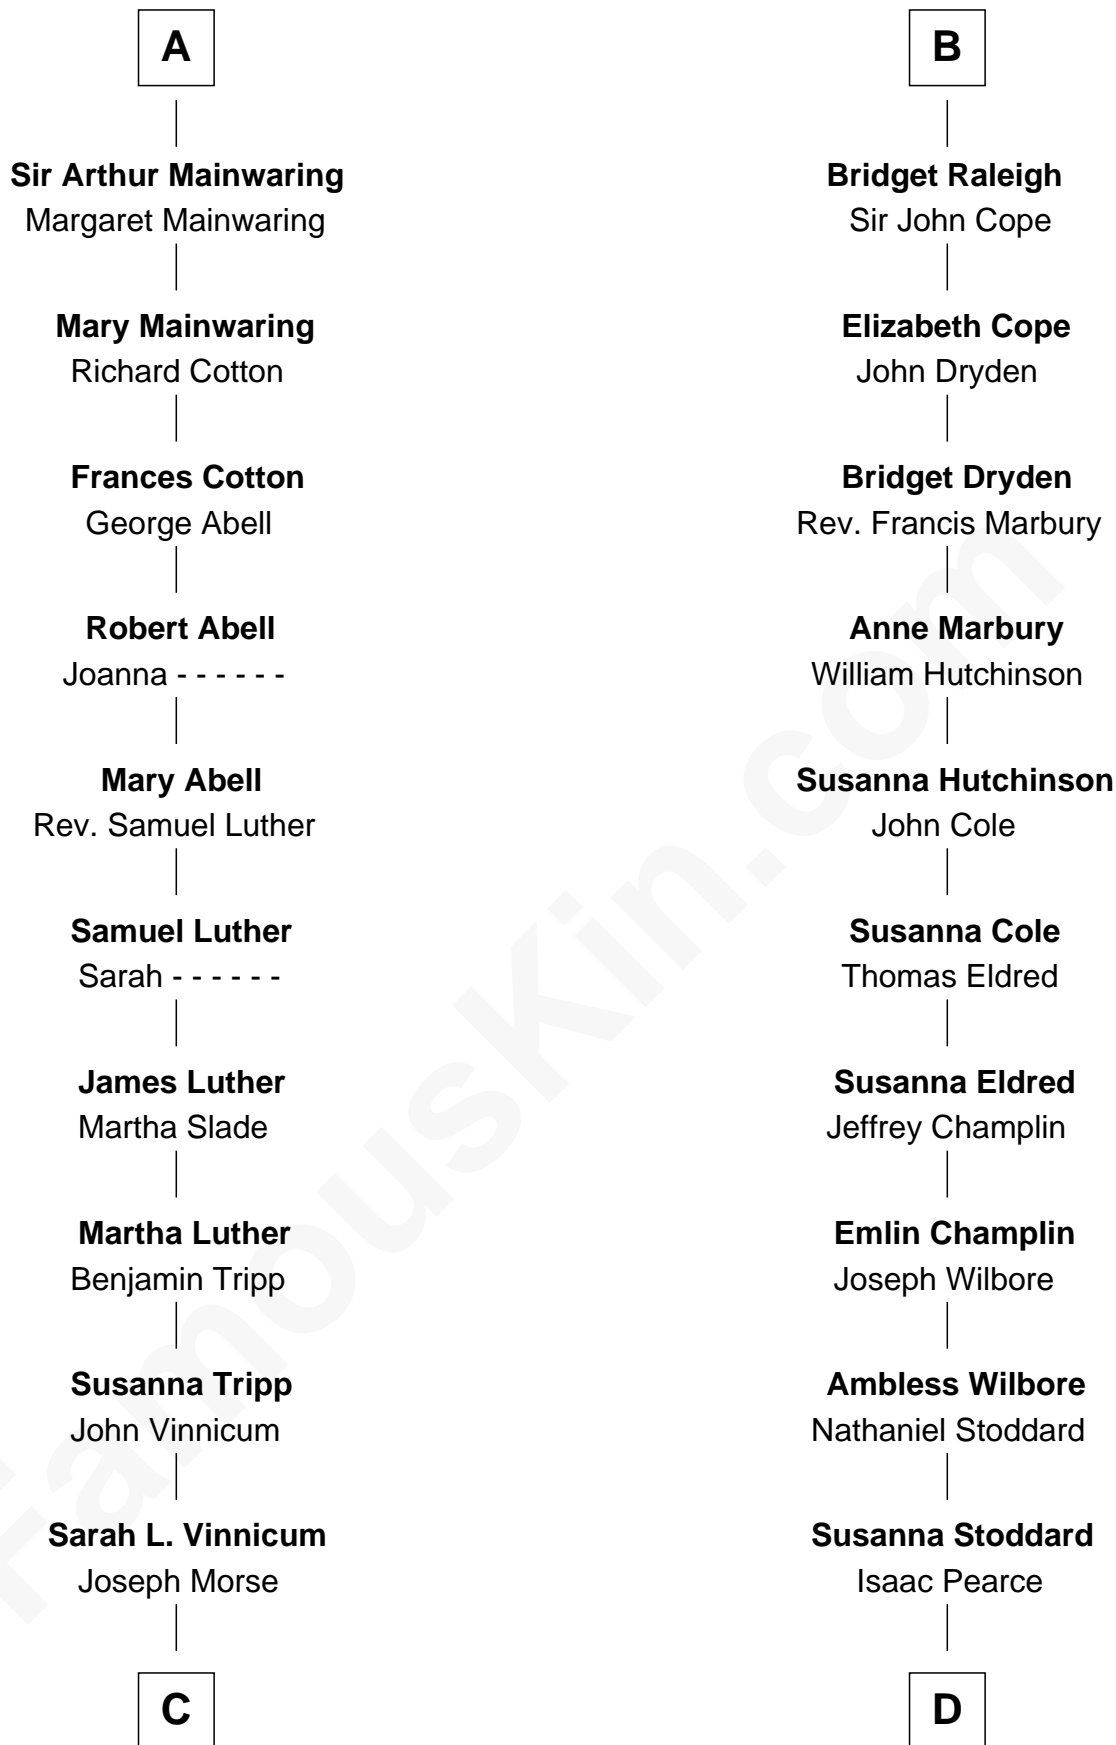 A
Sir Arthur Mainwaring
Margaret Mainwaring
Mary Mainwaring
Richard Cotton
Frances Cotton
George Abell
Robert Abell
Joanna - - - - - -
Mary Abell
Rev. Samuel Luther
Samuel Luther
Sarah - - - - - -
James Luther
Martha Slade
Martha Luther
Benjamin Tripp
Susanna Tripp
John Vinnicum
Sarah L. Vinnicum
Joseph Morse
C
B
Bridget Raleigh
Sir John Cope
Elizabeth Cope
John Dryden
Bridget Dryden
Rev. Francis Marbury
Anne Marbury
William Hutchinson
Susanna Hutchinson
John Cole
Susanna Cole
Thomas Eldred
Susanna Eldred
Jeffrey Champlin
Emlin Champlin
Joseph Wilbore
Ambless Wilbore
Nathaniel Stoddard
Susanna Stoddard
Isaac Pearce
D
FamousKin.com